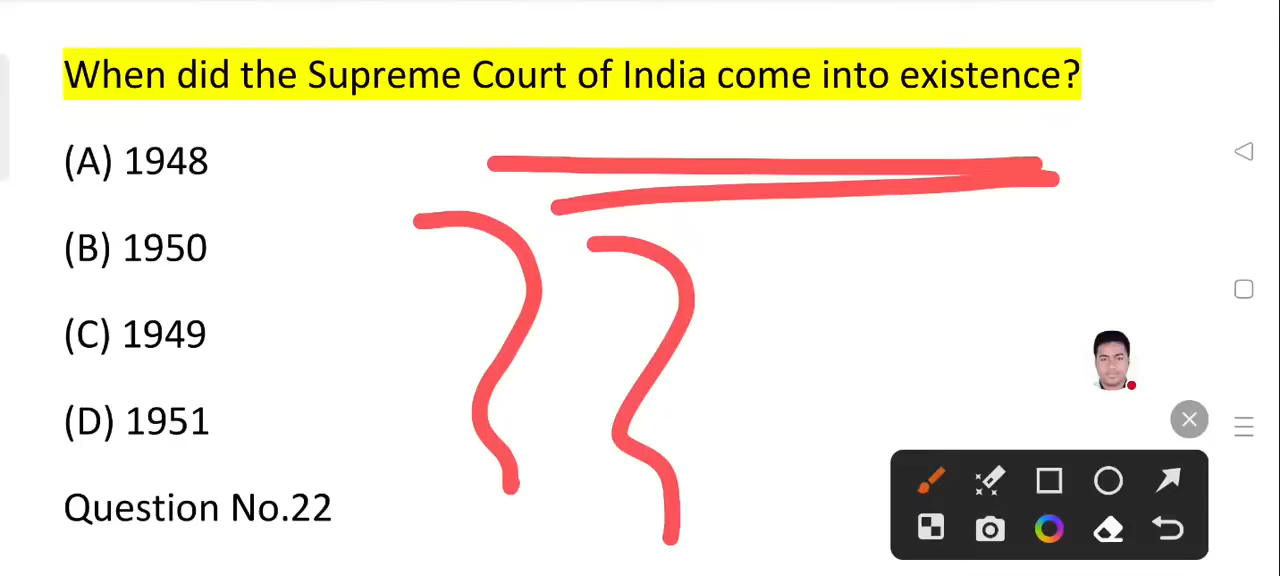 When did the Supreme Court of India come into existence?
(A) 1948
(B) 1950
(C) 1949
(D) 1951
Question No.22